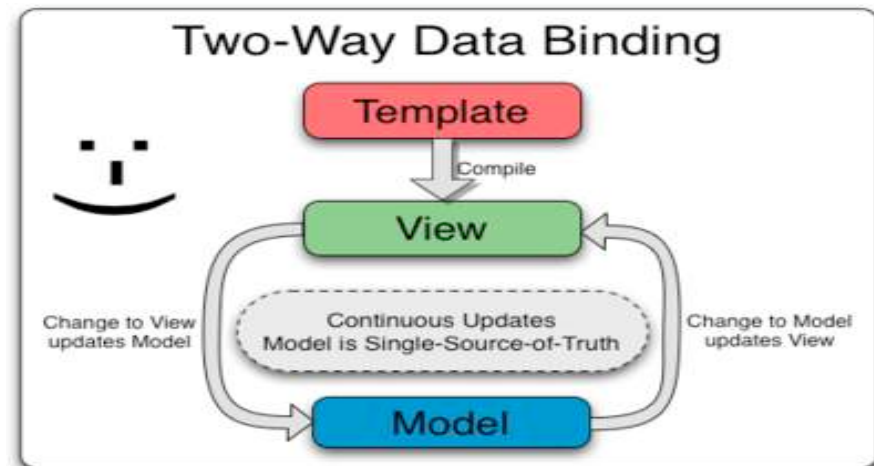 Two-Way Data Binding
Template
Compile
View
Change to View
updates Model
Continuous Updates
Model is Single-Source-of-Truth
Change to Model
updates View
Model